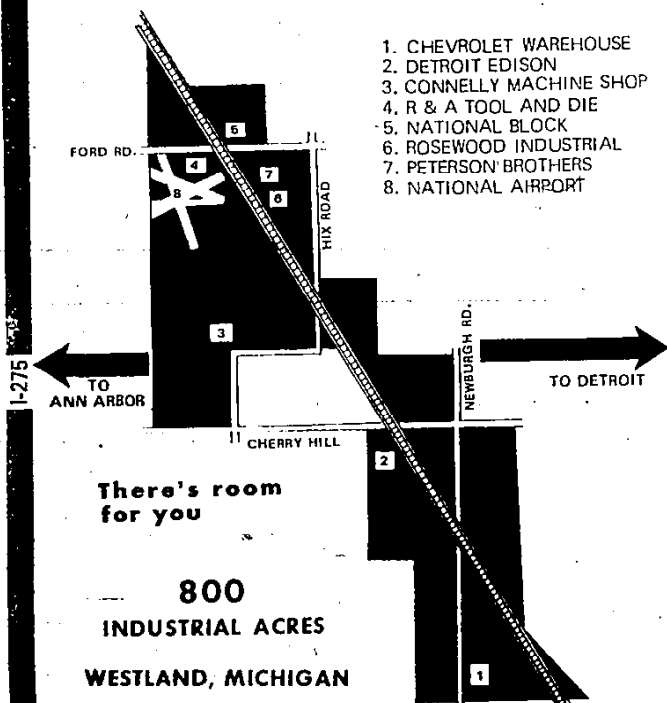 1. CHEVROLET WAREHOUSE
2. DETROIT EDISON
3. CONNELLY MACHINE SHOP
4. R & A TOOL AND DIE
5. NATIONAL BLOCK
6. ROSEWOOD INDUSTRIAL
7. PETERSON BROTHERS
8. NATIONAL AIRPORT
5
FORD RD.
4
7
8
6
HIX ROAD
3
NEWBURGH RD.
I-275
TO
ANN ARBOR
TO DETROIT
CHERRY HILL
2
There's room
for you
800
INDUSTRIAL ACRES
WESTLAND, MICHIGAN
1